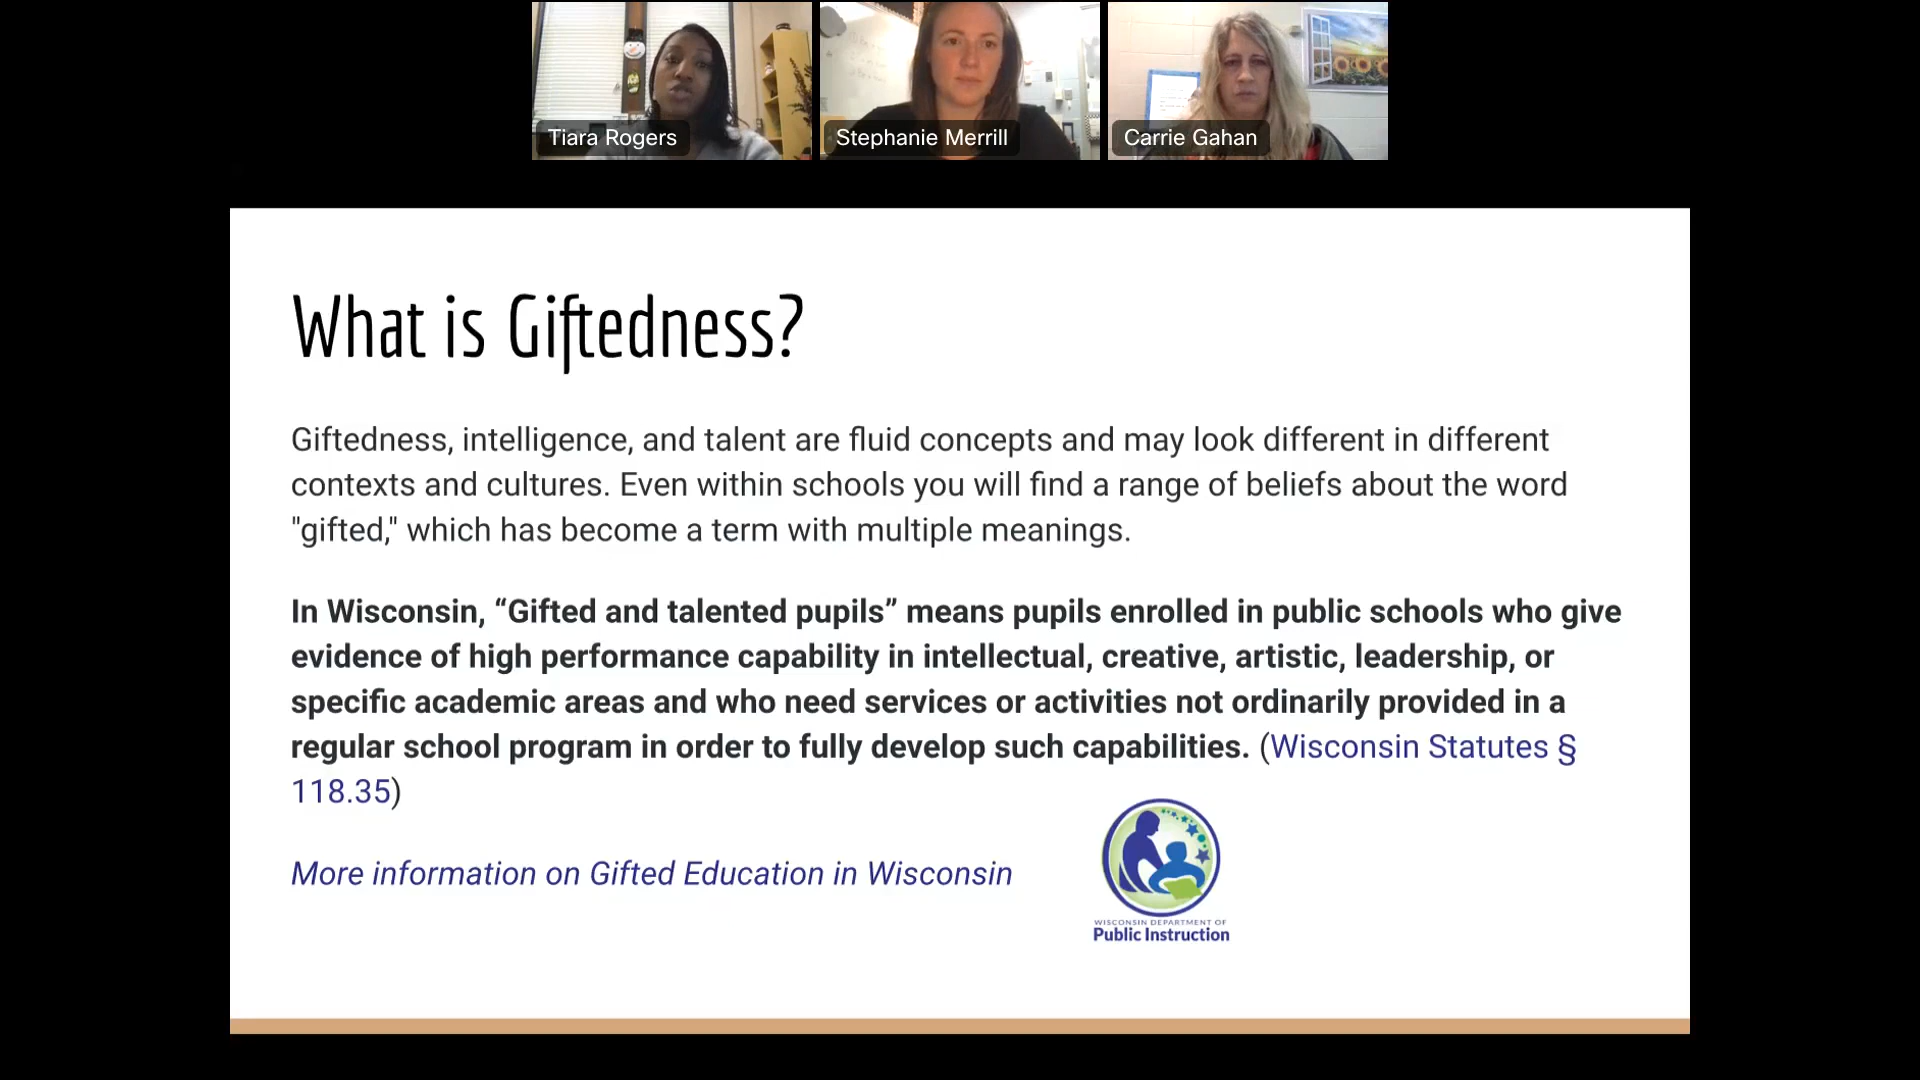 Tiara Rogers
Stephanie Merrill
Carrie Gahan
What is Giftedness?
Giftedness, intelligence, and talent are fluid concepts and may look different in different
contexts and cultures. Even within schools you will find a range of beliefs about the word
"gifted," which has become a term with multiple meanings.
In Wisconsin, “Gifted and talented pupils” means pupils enrolled in public schools who give
evidence of high performance capability in intellectual, creative, artistic, leadership, or
specific academic areas and who need services or activities not ordinarily provided in a
regular school program in order to fully develop such capabilities. (Wisconsin Statutes §
118.35)
More information on Gifted Education in Wisconsin
WISCONSIN DEPARTMENT OF
Public Instruction